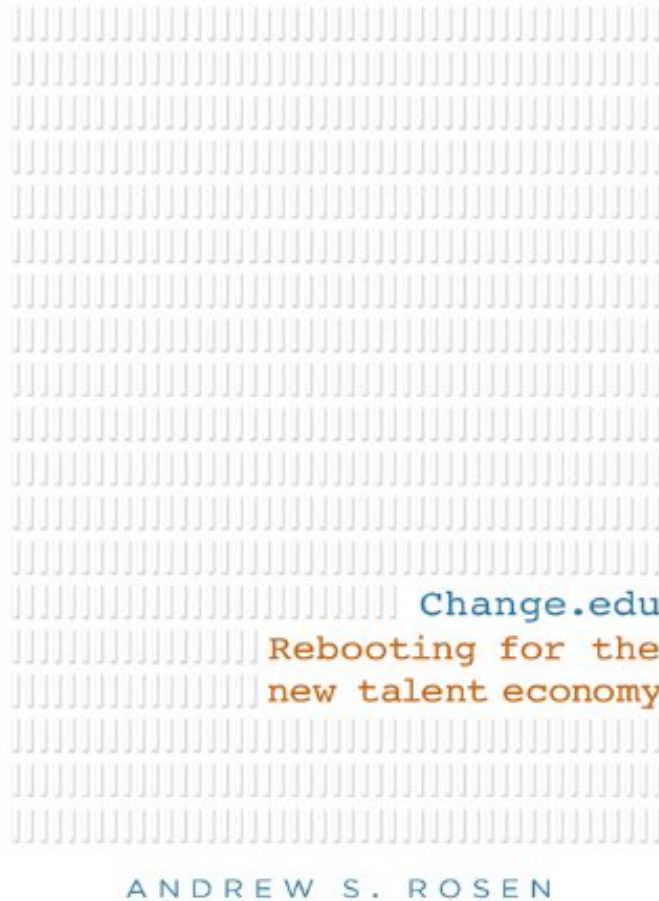 Change.edu
Rebooting for the
new talent economy
ANDREW S. ROSEN